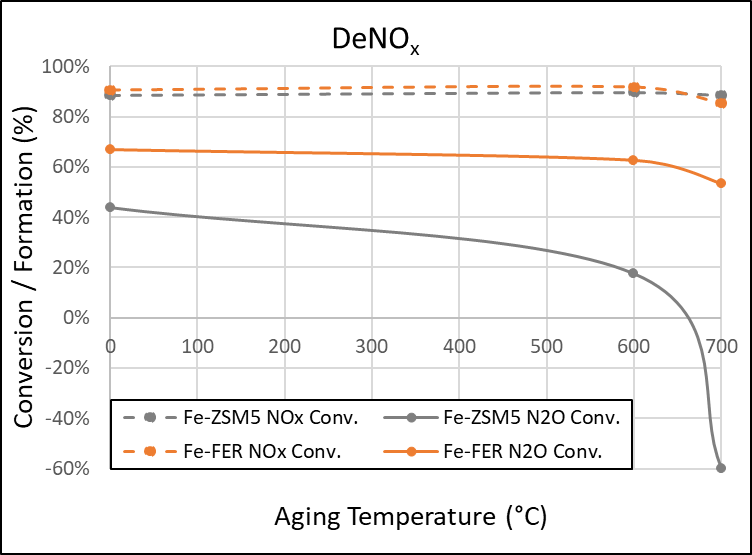 DeNOₓ
Conversion / Formation (%)
100%
80%
60%
40%
20%
0%
-20%
-40%
-60%
0 100 200 300 400 500 600 700
Fe-ZSM5 NOx Conv. Fe-ZSM5 N2O Conv.
Fe-FER NOx Conv. Fe-FER N2O Conv.
Aging Temperature (°C)